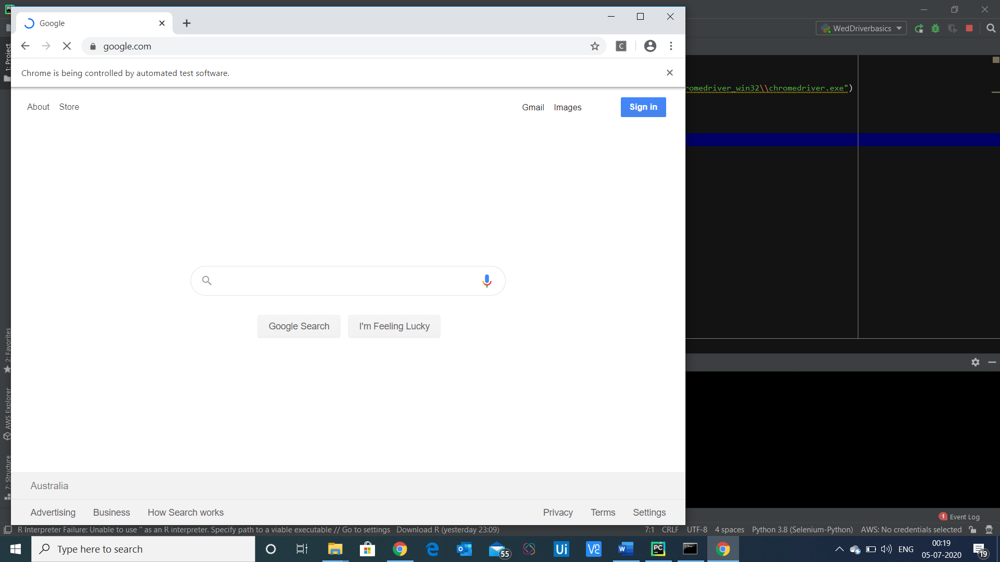 Google
google.com
C
Chrome is being controlled by automated test software.
About Store
Gmail Images Sign in
Google Search I'm Feeling Lucky
Australia
Advertising Business How Search works
Privacy Terms Settings
WedDriverbasics
romedriver_win32\\chromedriver.exe")
1: Project
2: Favorites
AWS Explorer
7: Structure
1 Event Log
R Interpreter Failure: Unable to use '' as an R interpreter. Specify path to a viable executable // Go to settings Download R (yesterday 23:09)
7:1 CRLF UTF-8 4 spaces Python 3.8 (Selenium-Python) AWS: No credentials selected
Type here to search
55
Ui
W
PC
ENG
00:19
05-07-2020
19